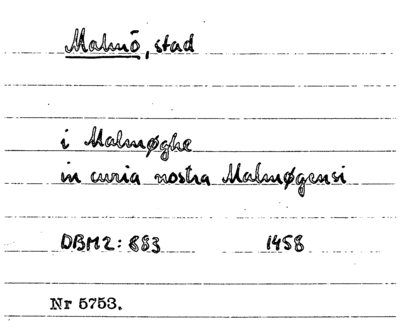 Malmö, stad
i Malmøghe
in curia nostra Malmøgensi
DBM2: 883 1458
Nr 5753.